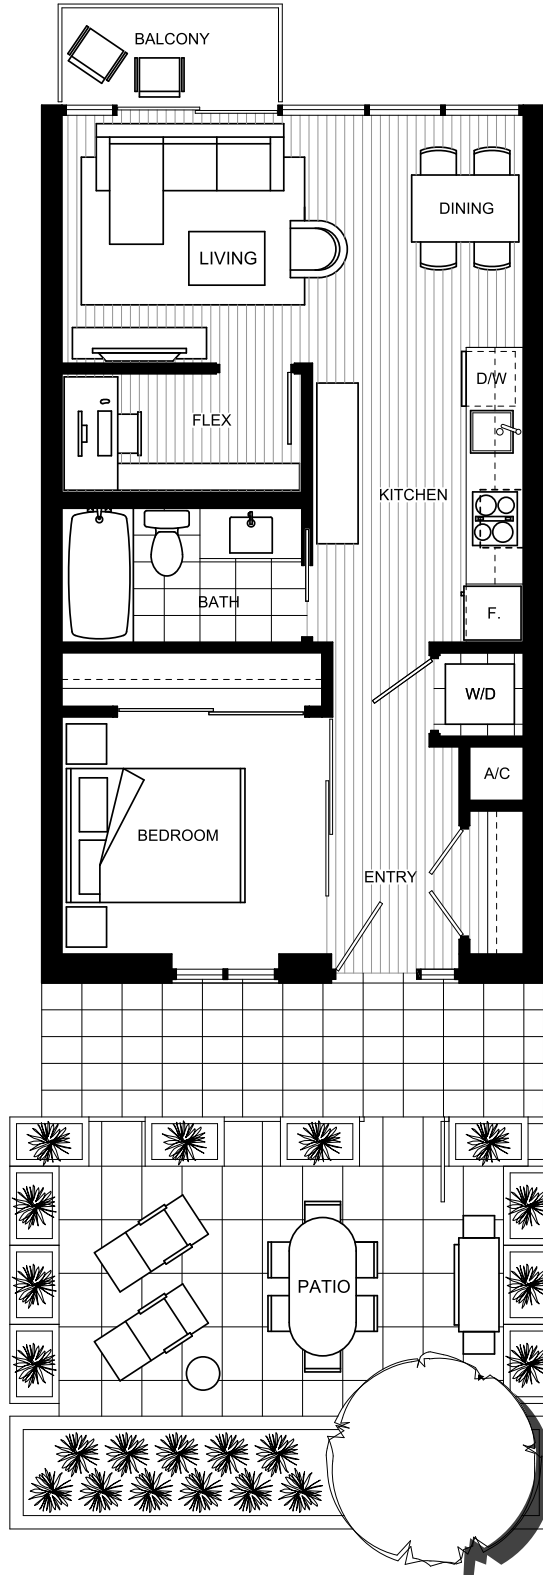 BALCONY
DINING
LIVING
D/W
FLEX
KITCHEN
BATH
F.
W/D
A/C
BEDROOM
ENTRY
PATIO